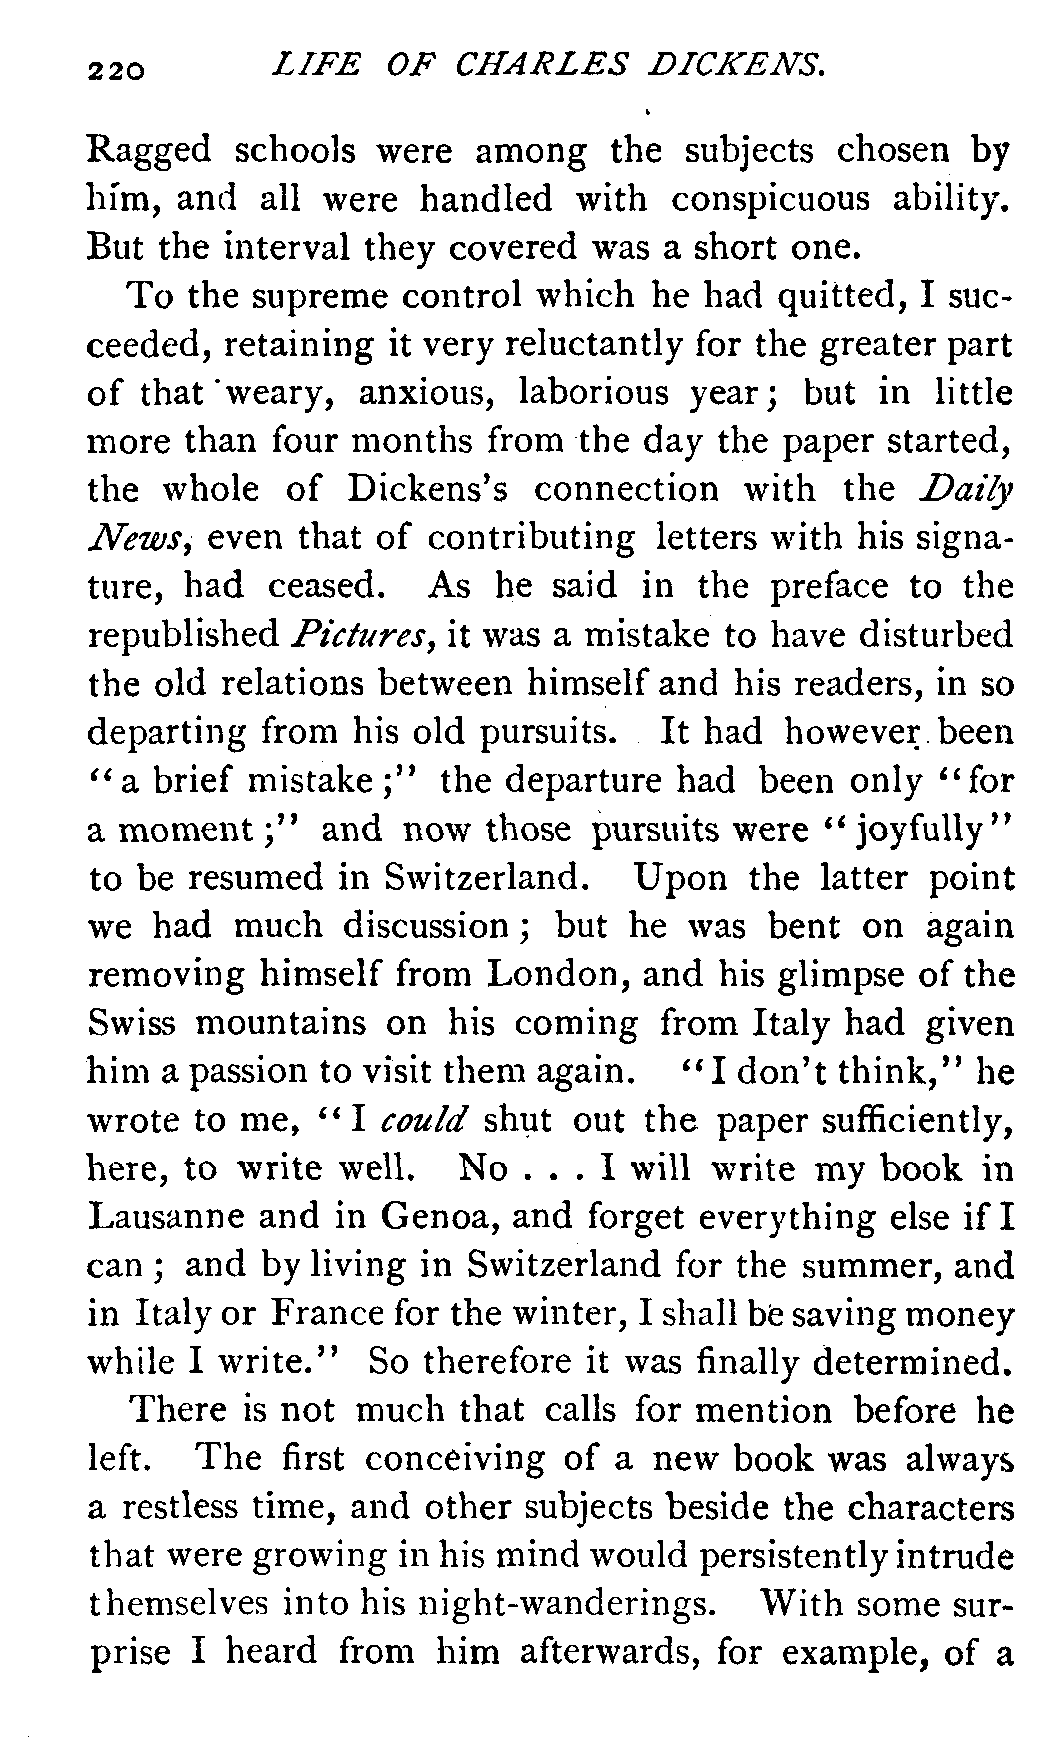 220 LIFE OF CHARLES DICKENS.
Ragged schools were among the subjects chosen by
him, and all were handled with conspicuous ability.
But the interval they covered was a short one.
To the supreme control which he had quitted, I suc-
ceeded, retaining it very reluctantly for the greater part
of that weary, anxious, laborious year; but in little
more than four months from the day the paper started,
the whole of Dickens's connection with the Daily
News, even that of contributing letters with his signa-
ture, had ceased. As he said in the preface to the
republished Pictures, it was a mistake to have disturbed
the old relations between himself and his readers, in so
departing from his old pursuits. It had however been
"a brief mistake;" the departure had been only "for
a moment;" and now those pursuits were "joyfully"
to be resumed in Switzerland. Upon the latter point
we had much discussion; but he was bent on again
removing himself from London, and his glimpse of the
Swiss mountains on his coming from Italy had given
him a passion to visit them again. "I don't think," he
wrote to me, "I could shut out the paper sufficiently,
here, to write well. No . . . I will write my book in
Lausanne and in Genoa, and forget everything else if I
can; and by living in Switzerland for the summer, and
in Italy or France for the winter, I shall be saving money
while I write." So therefore it was finally determined.
There is not much that calls for mention before he
left. The first conceiving of a new book was always
a restless time, and other subjects beside the characters
that were growing in his mind would persistently intrude
themselves into his night-wanderings. With some sur-
prise I heard from him afterwards, for example, of a